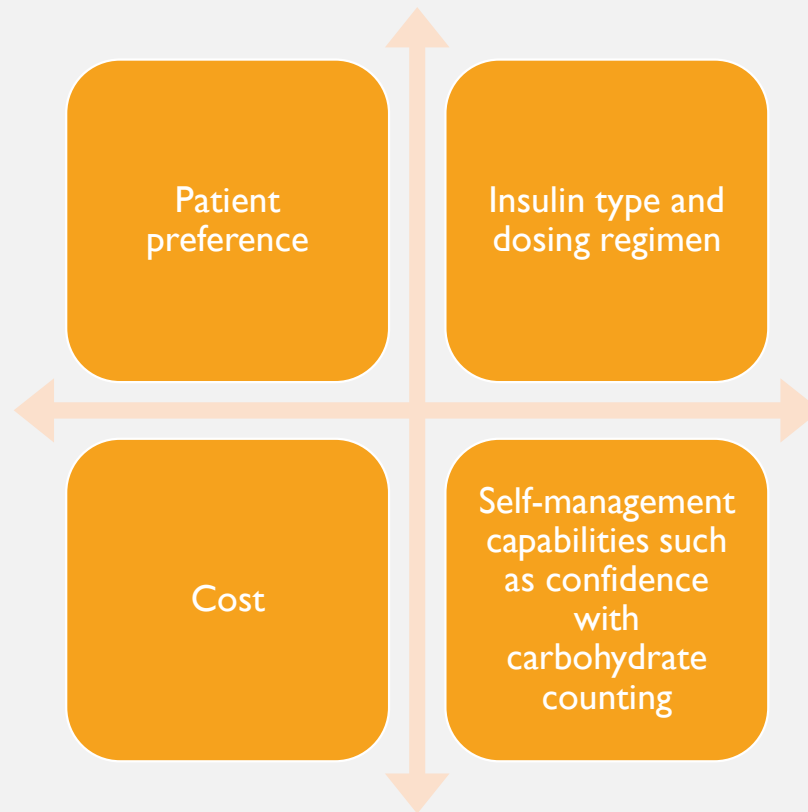 Patient
preference
Insulin type and
dosing regimen
Cost
Self-management
capabilities such
as confidence
with
carbohydrate
counting